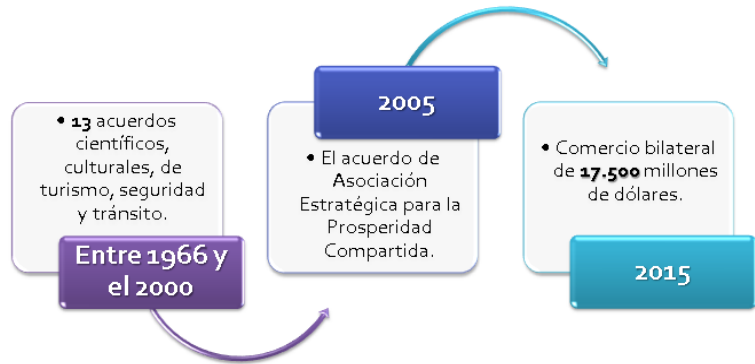 • 13 acuerdos
científicos,
culturales, de
turismo, seguridad
y tránsito.
Entre 1966 y
el 2000
2005
• El acuerdo de
Asociación
Estratégica para la
Prosperidad
Compartida.
• Comercio bilateral
de 17.500 millones
de dólares.
2015